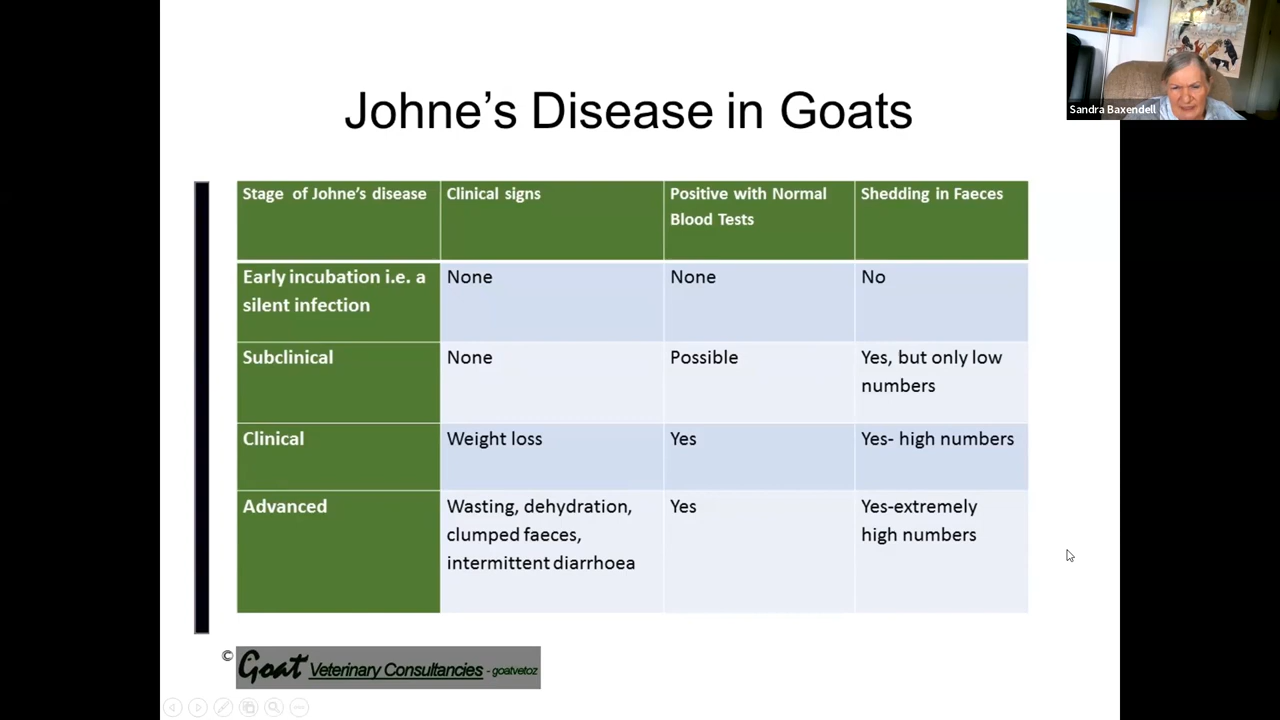 Sandra Baxendell
Johne's Disease in Goats
Stage of Johne's disease
Clinical signs
Positive with Normal
Blood Tests
Shedding in Faeces
Early incubation i.e. a
silent infection
None
None
No
Subclinical
None
Possible
Yes, but only low
numbers
Clinical
Weight loss
Yes
Yes- high numbers
Advanced
Wasting, dehydration,
clumped faeces,
intermittent diarrhoea
Yes
Yes-extremely
high numbers
© Goat Veterinary Consultancies - goatvetoz